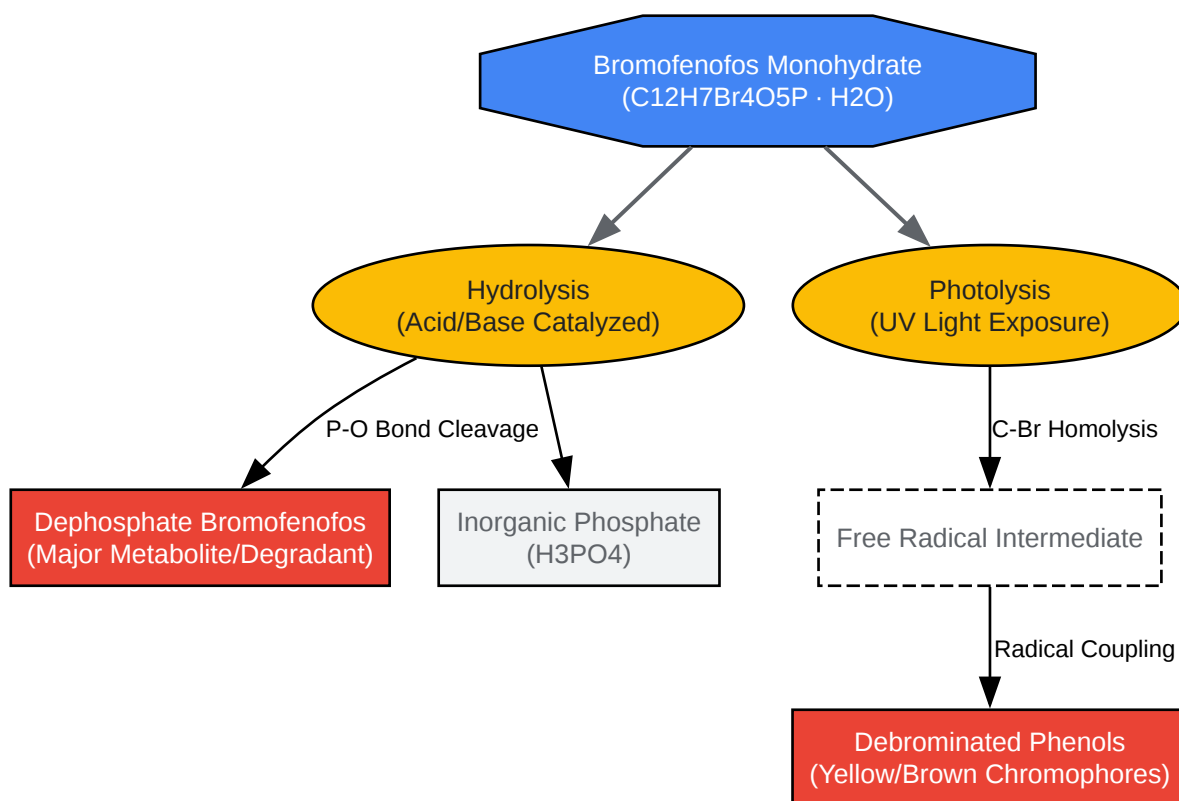 Bromofenofos Monohydrate
(C12H7Br4O5P · H2O)
Hydrolysis
(Acid/Base Catalyzed)
Photolysis
(UV Light Exposure)
P-O Bond Cleavage
C-Br Homolysis
Dephosphate Bromofenofos
(Major Metabolite/Degradant)
Inorganic Phosphate
(H3PO4)
Free Radical Intermediate
Radical Coupling
Debrominated Phenols
(Yellow/Brown Chromophores)